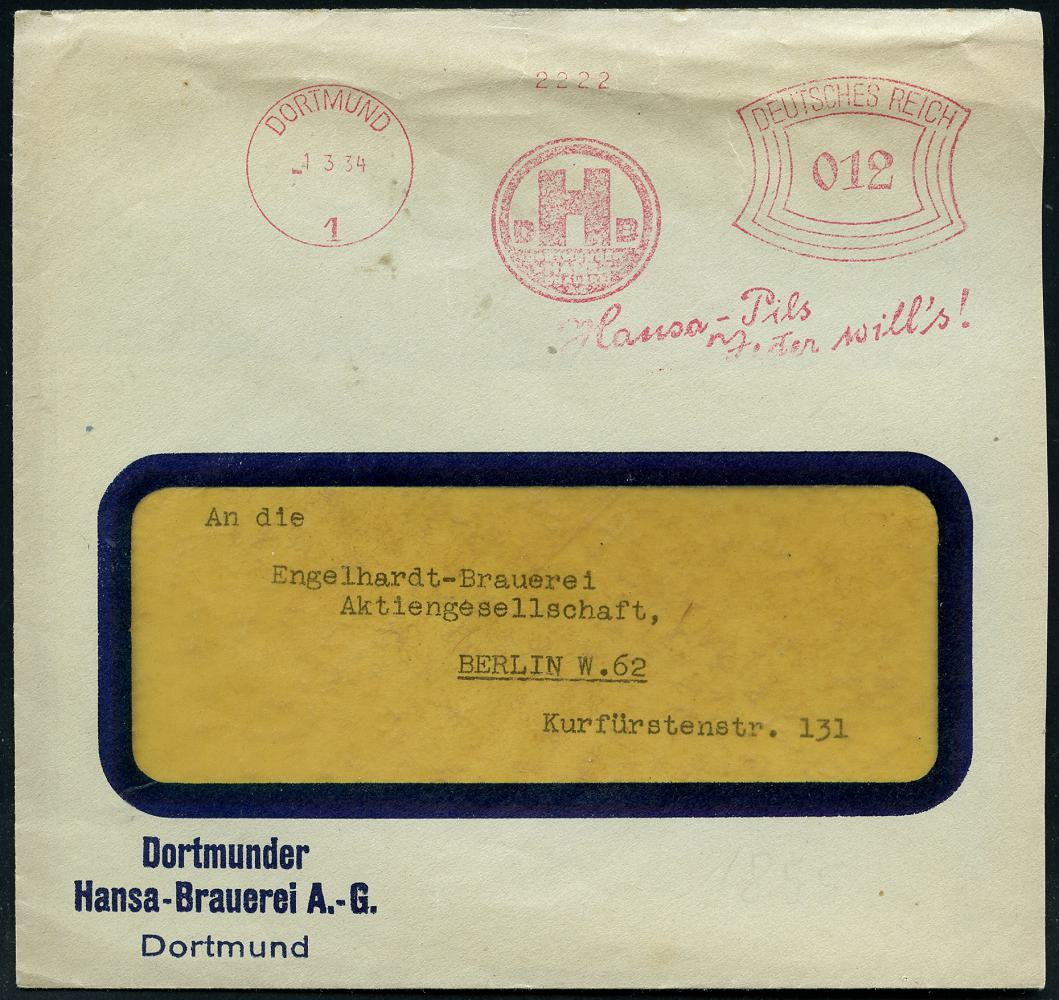 2222
DORTMUND
-1 3 34
1
D H B
DEUTSCHES REICH
012
Hansa-Pils
Jeder will's!
An die
Engelhardt-Brauerei
Aktiengesellschaft,
BERLIN W.62
Kurfürstenstr. 131
Dortmunder
Hansa-Brauerei A.-G.
Dortmund